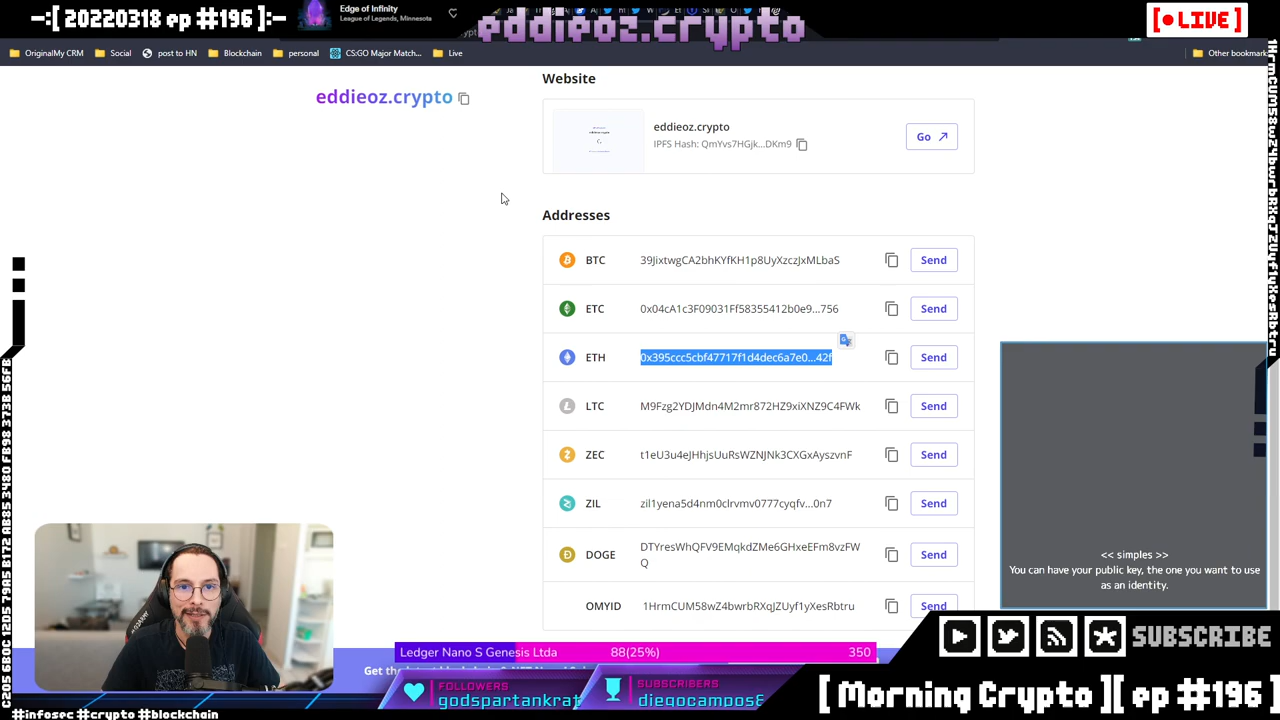 -:[ 20220318 ep #196 ]:-
Edge of Infinity
League of Legends, Minnesota
eddieoz.crypto
[•LIVE]
OriginalMy CRM
Social
post to HN
Blockchain
personal
CS:GO Major Match...
Live
Other bookmark
eddieoz.crypto
Website
eddieoz.crypto
IPFS Hash: QmYvs7HGjk...DKm9
Go
Addresses
BTC 39JixtwgCA2bhKYfKH1p8UyXzczJxMLbaS Send
ETC 0x04cA1c3F09031Ff58355412b0e9...756 Send
ETH 0x395ccc5cbf47717f1d4dec6a7e0...42f Send
LTC M9Fzg2YDJMdn4M2mr872HZ9xiXNZ9C4FWk Send
ZEC t1eU3u4eJHhjsUuRsWZNJNk3CXGxAyszvnF Send
ZIL zil1yena5d4nm0clrvmv0777cyqfv...0n7 Send
DOGE DTYresWhQFV9EMqkdZMe6GHxeEFm8vzFW
Q
Send
OMYID 1HrmCUM58wZ4bwrbRXqJZUyf1yXesRbtru Send
<< simples >>
You can have your public key, the one you want to use
as an identity.
Ledger Nano S Genesis Ltda 88(25%) 350
FOLLOWERS
godspartankrat
SUBSCRIBERS
diegocampos8
SUBSCRIBE
[ Morning Crypto ][ ep #196 ]
#infosec #crypto #blockchain